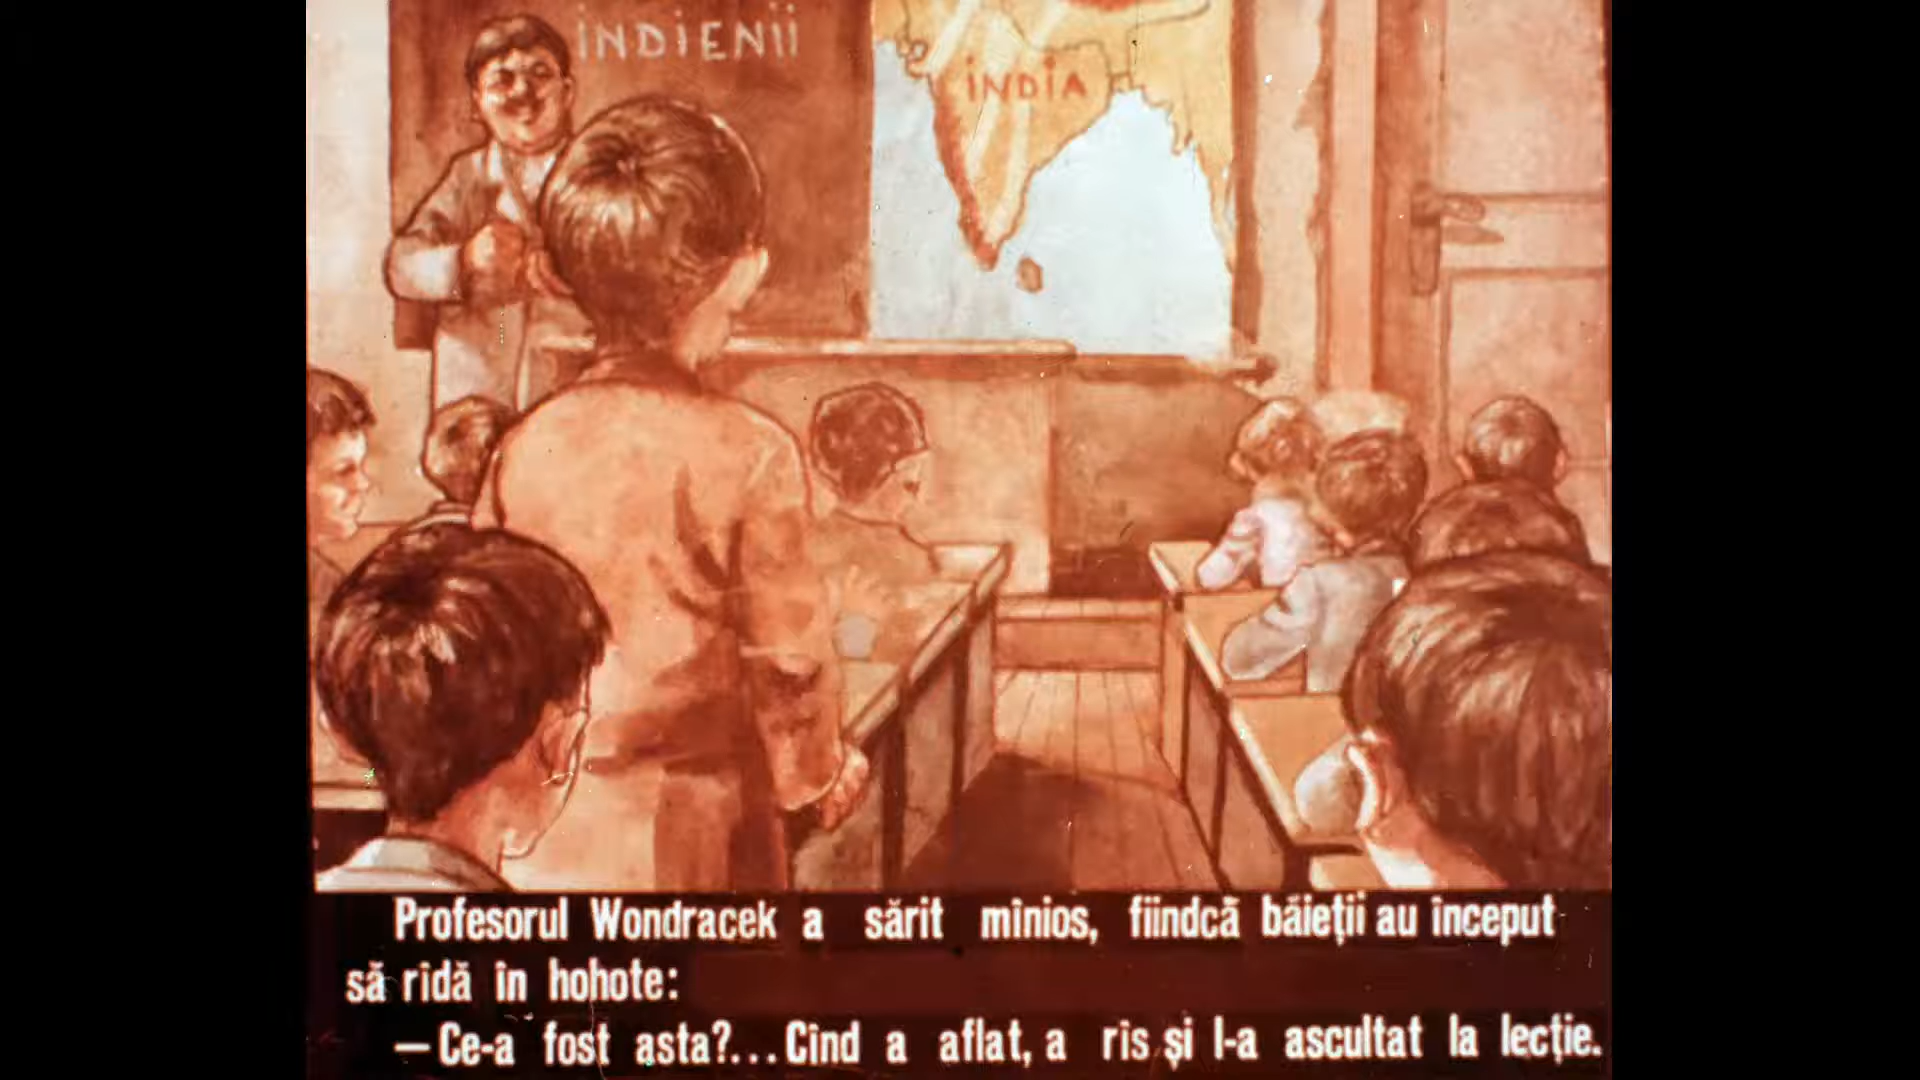 INDIENII
INDIA
Profesorul Wondracek a sărit mînios, fiindcă băieții au început
să rîdă în hohote:
— Ce-a fost asta?... Cînd a aflat, a rîs și l-a ascultat la lecție.